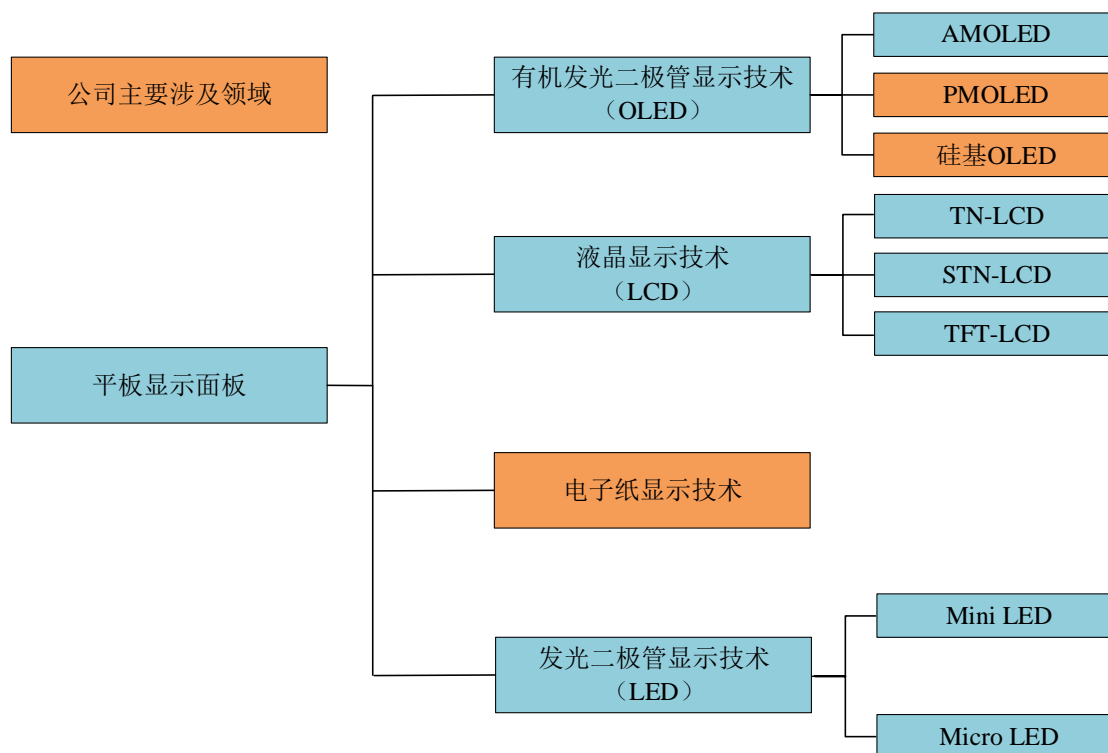 公司主要涉及领域
平板显示面板
有机发光二极管显示技术
（OLED）
AMOLED
PMOLED
硅基OLED
液晶显示技术
（LCD）
TN-LCD
STN-LCD
TFT-LCD
电子纸显示技术
发光二极管显示技术
（LED）
Mini LED
Micro LED